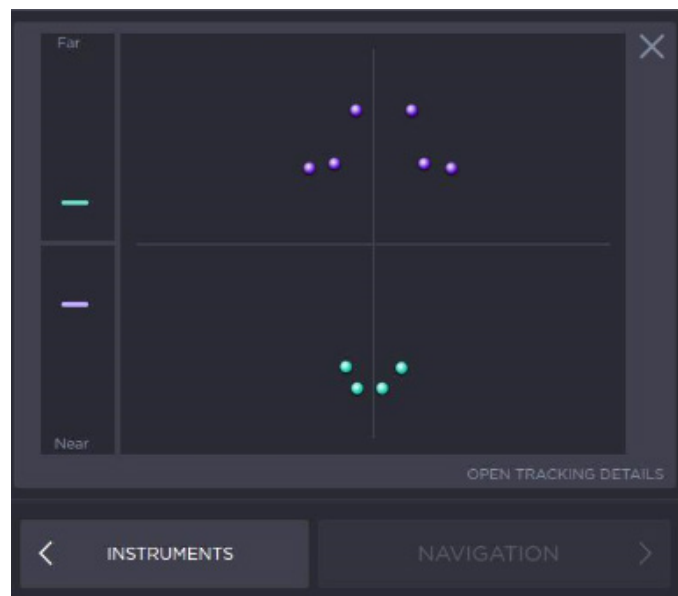 Far
Near
OPEN TRACKING DETAILS
INSTRUMENTS
NAVIGATION